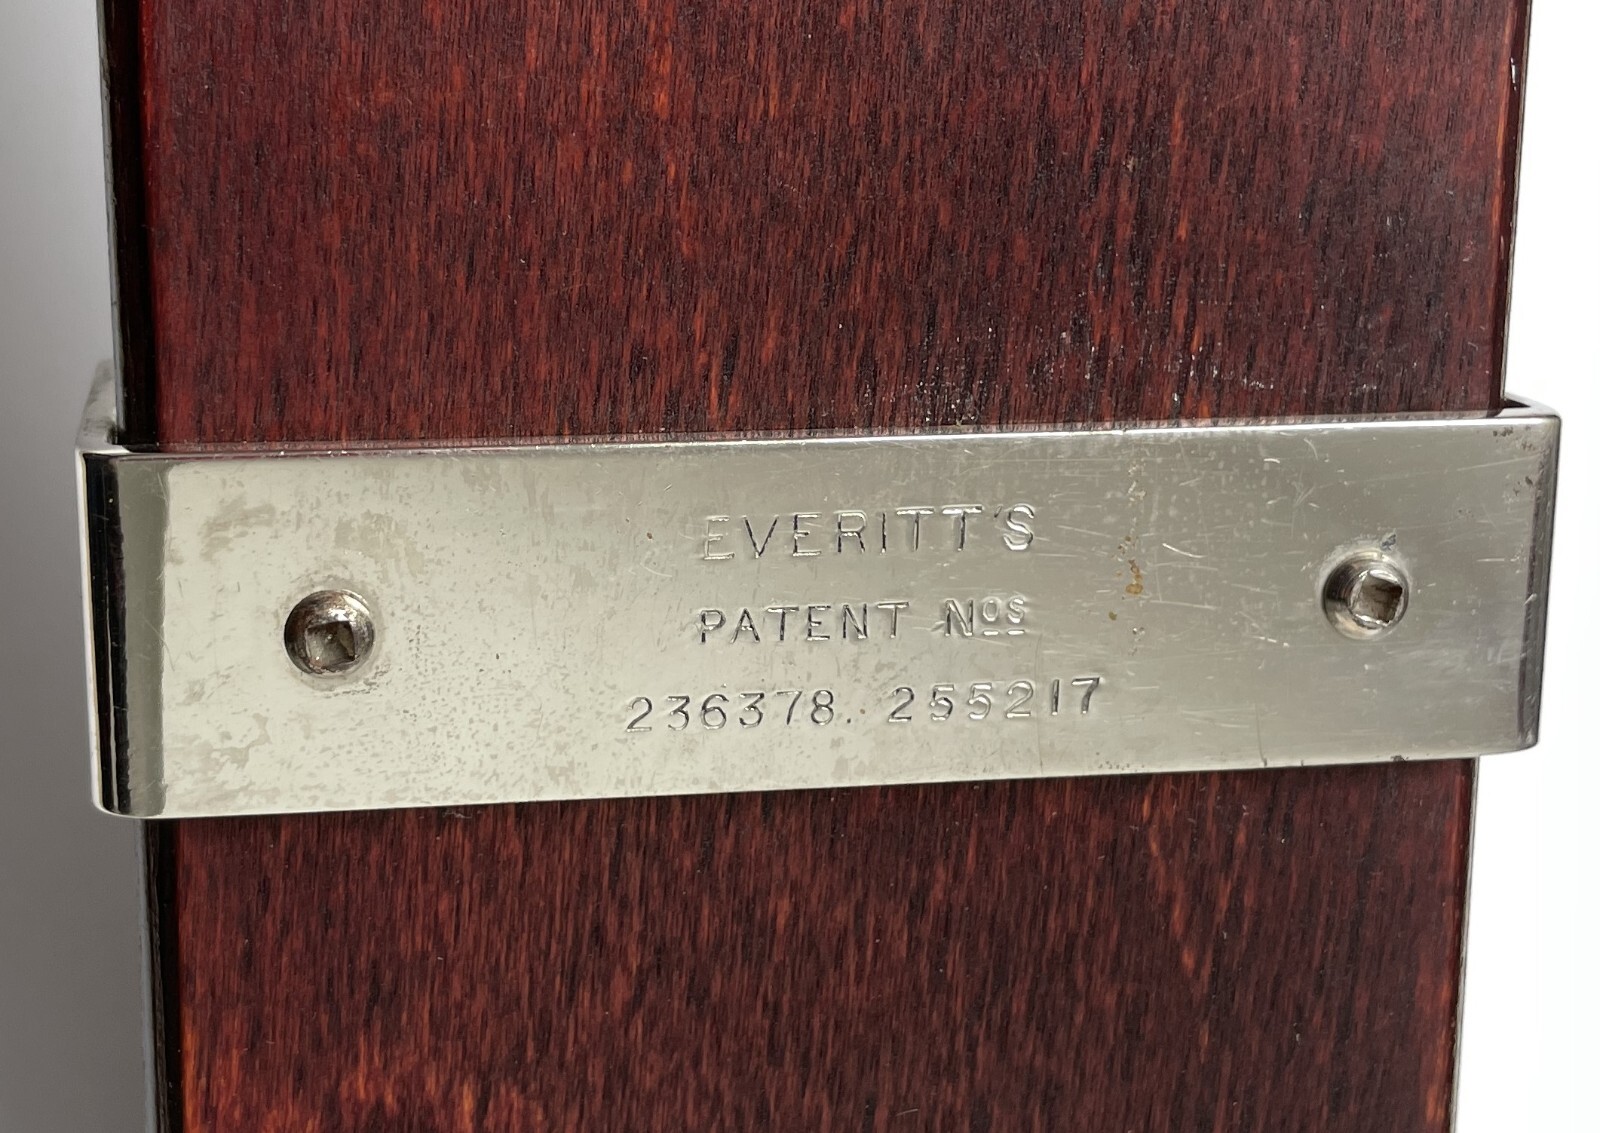 EVERITT'S
PATENT Nos
236378. 255217